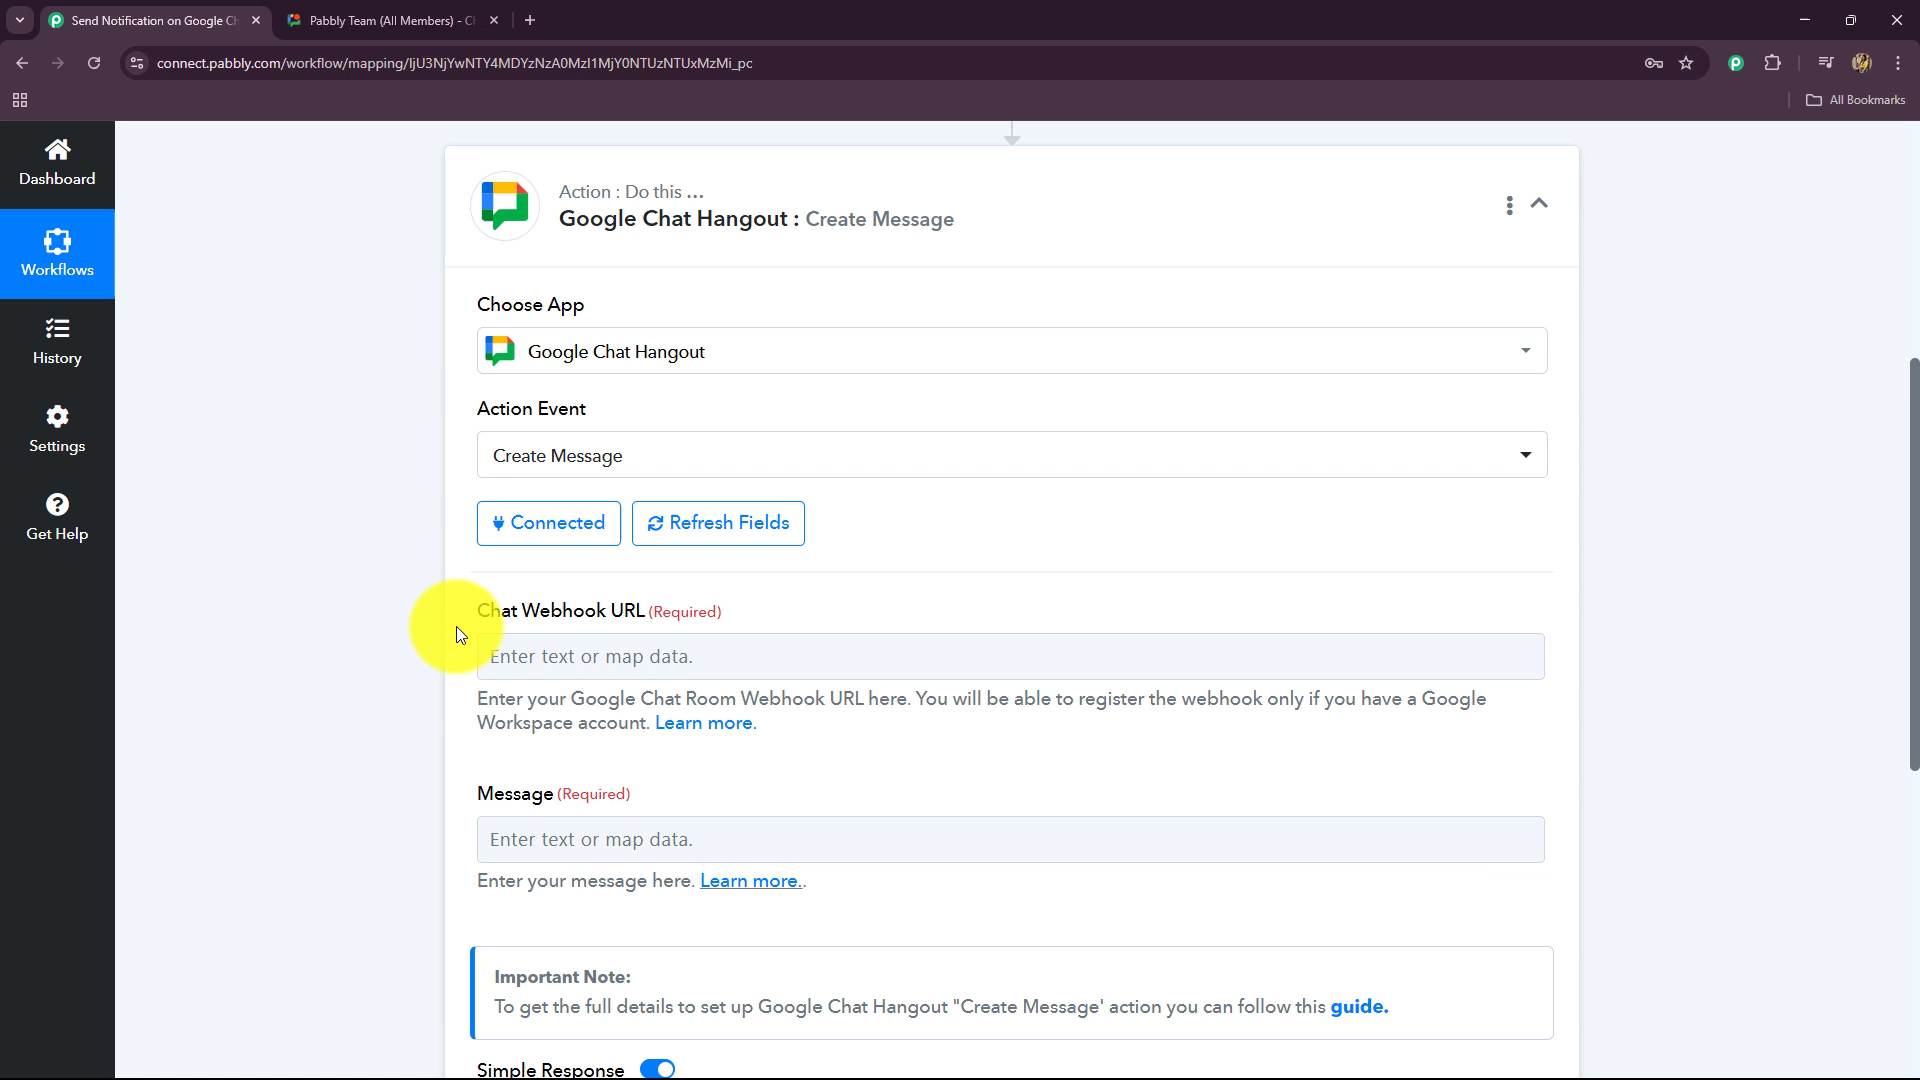 Send Notification on Google Ch
Pabbly Team (All Members) - Ch
connect.pabbly.com/workflow/mapping/IjU3NjYwNTY4MDYzNzA0MzI1MjY0NTUzNTUxMzMi_pc
All Bookmarks
Dashboard
Workflows
History
Settings
Get Help
Action : Do this ...
Google Chat Hangout : Create Message
Choose App
Google Chat Hangout
Action Event
Create Message
Connected
Refresh Fields
Chat Webhook URL (Required)
Enter text or map data.
Enter your Google Chat Room Webhook URL here. You will be able to register the webhook only if you have a Google
Workspace account. Learn more.
Message (Required)
Enter text or map data.
Enter your message here. Learn more..
Important Note:
To get the full details to set up Google Chat Hangout "Create Message' action you can follow this guide.
Simple Response